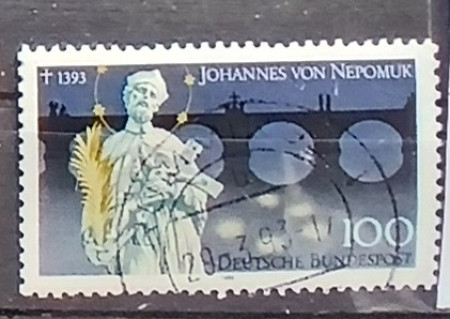 † 1393
JOHANNES VON NEPOMUK
100
DEUTSCHE BUNDESPOST